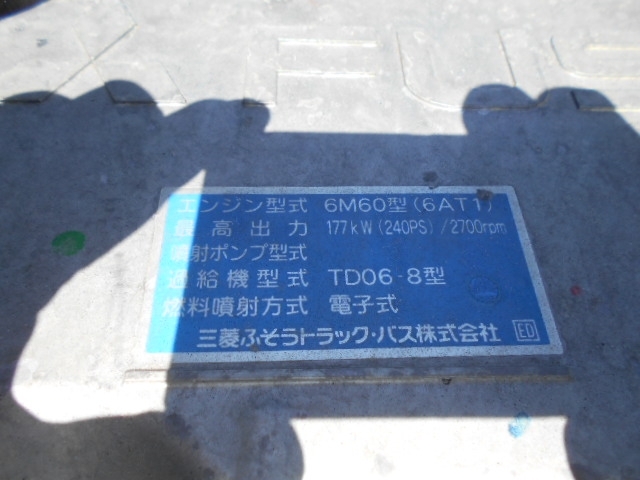 FUSO
エンジン型式 6M60型(6AT1)
最高出力 177kW(240PS)/2700rpm
噴射ポンプ型式
過給機型式 TD06-8型
燃料噴射方式 電子式
三菱ふそうトラック・バス株式会社 ED